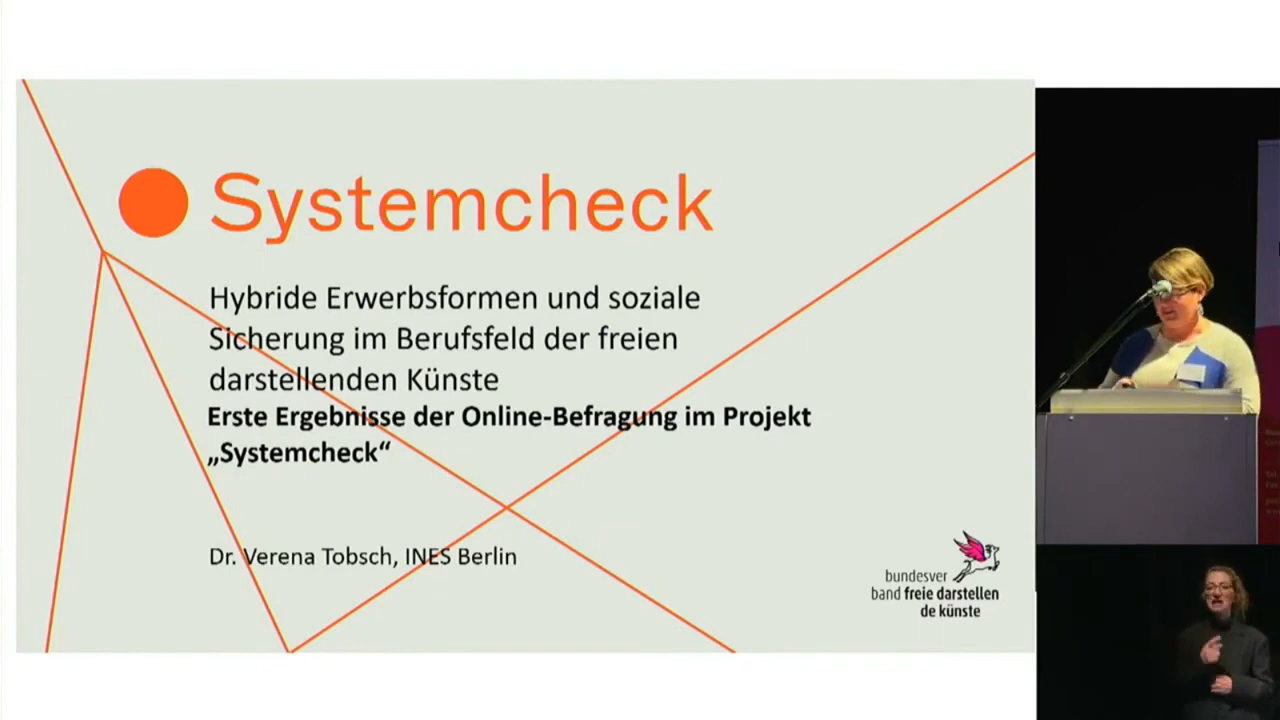 Systemcheck
Hybride Erwerbsformen und soziale
Sicherung im Berufsfeld der freien
darstellenden Künste
Erste Ergebnisse der Online-Befragung im Projekt
„Systemcheck“
Dr. Verena Tobsch, INES Berlin
bundesver
band freie darstellen
de künste